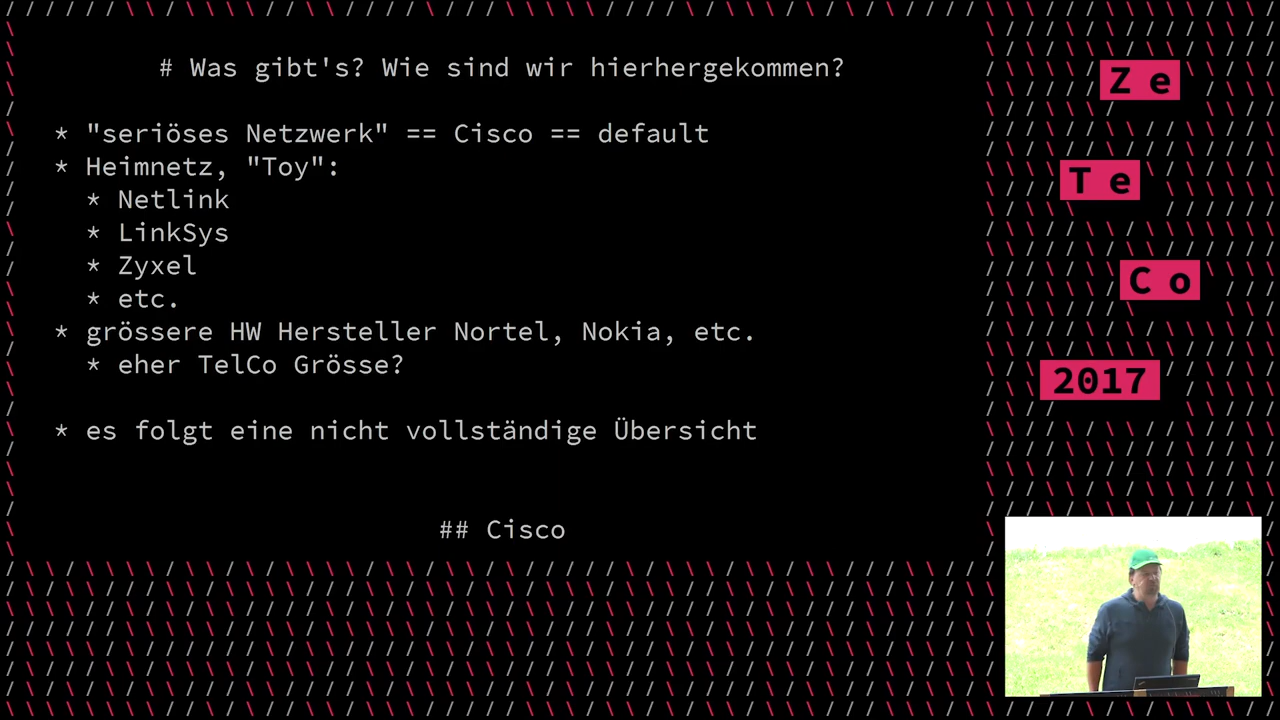 # Was gibt's? Wie sind wir hierhergekommen?
* "seriöses Netzwerk" == Cisco == default
* Heimnetz, "Toy":
* Netlink
* LinkSys
* Zyxel
* etc.
* grössere HW Hersteller Nortel, Nokia, etc.
* eher TelCo Grösse?
* es folgt eine nicht vollständige Übersicht
## Cisco
Ze
Te
Co
2017